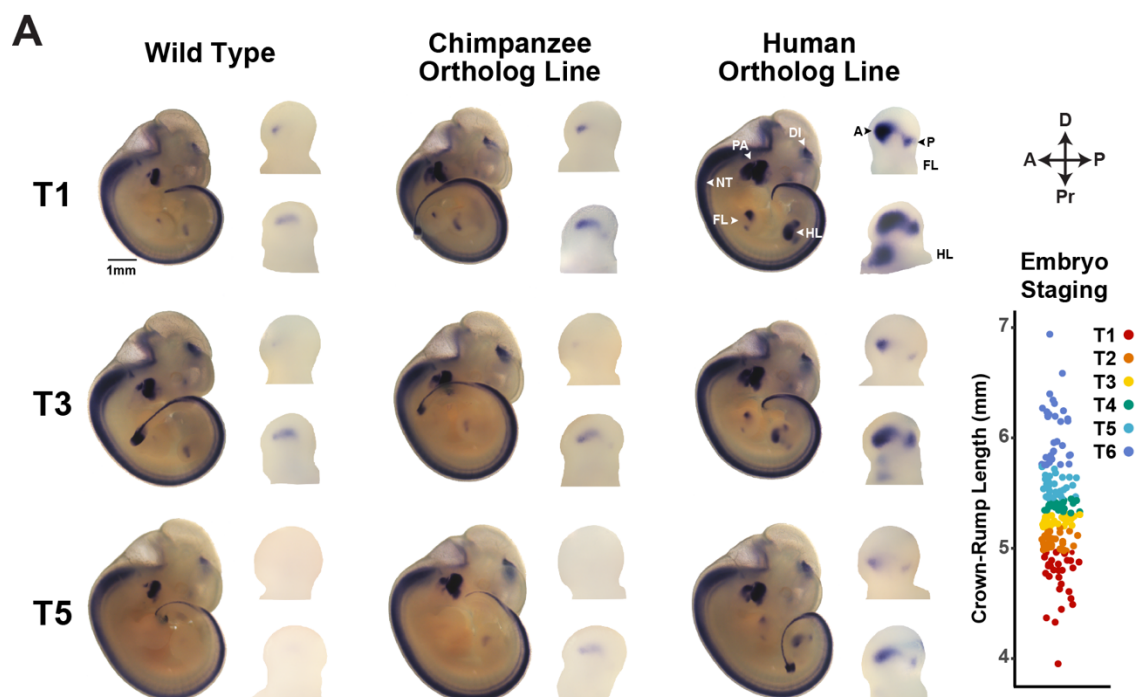 A
Wild Type
Chimpanzee
Ortholog Line
Human
Ortholog Line
T1
1mm
PA
DI
NT
FL
HL
A
P
FL
HL
D
A
P
Pr
Embryo
Staging
Crown-Rump Length (mm)
7
6
5
4
T1
T2
T3
T4
T5
T6
T3
T5